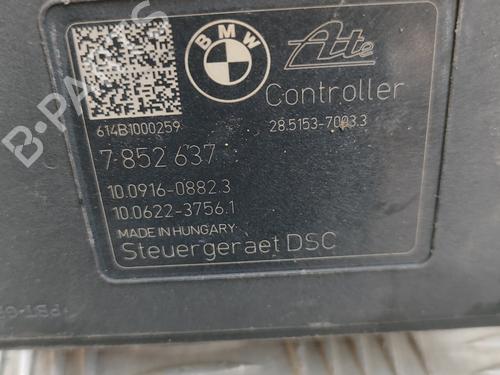 BMW Ate
Controller
614B1000259 28.5153-7003.3
7 852 637
10.0916-0882.3
10.0622-3756.1
MADE IN HUNGARY
Steuergeraet DSC
B-PARTS